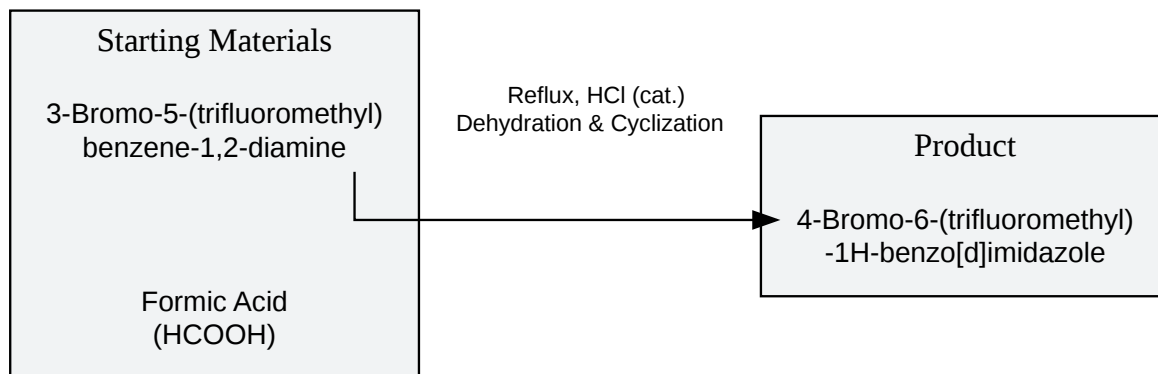 Starting Materials
3-Bromo-5-(trifluoromethyl)
benzene-1,2-diamine
Formic Acid
(HCOOH)
Reflux, HCl (cat.)
Dehydration & Cyclization
Product
4-Bromo-6-(trifluoromethyl)
-1H-benzo[d]imidazole